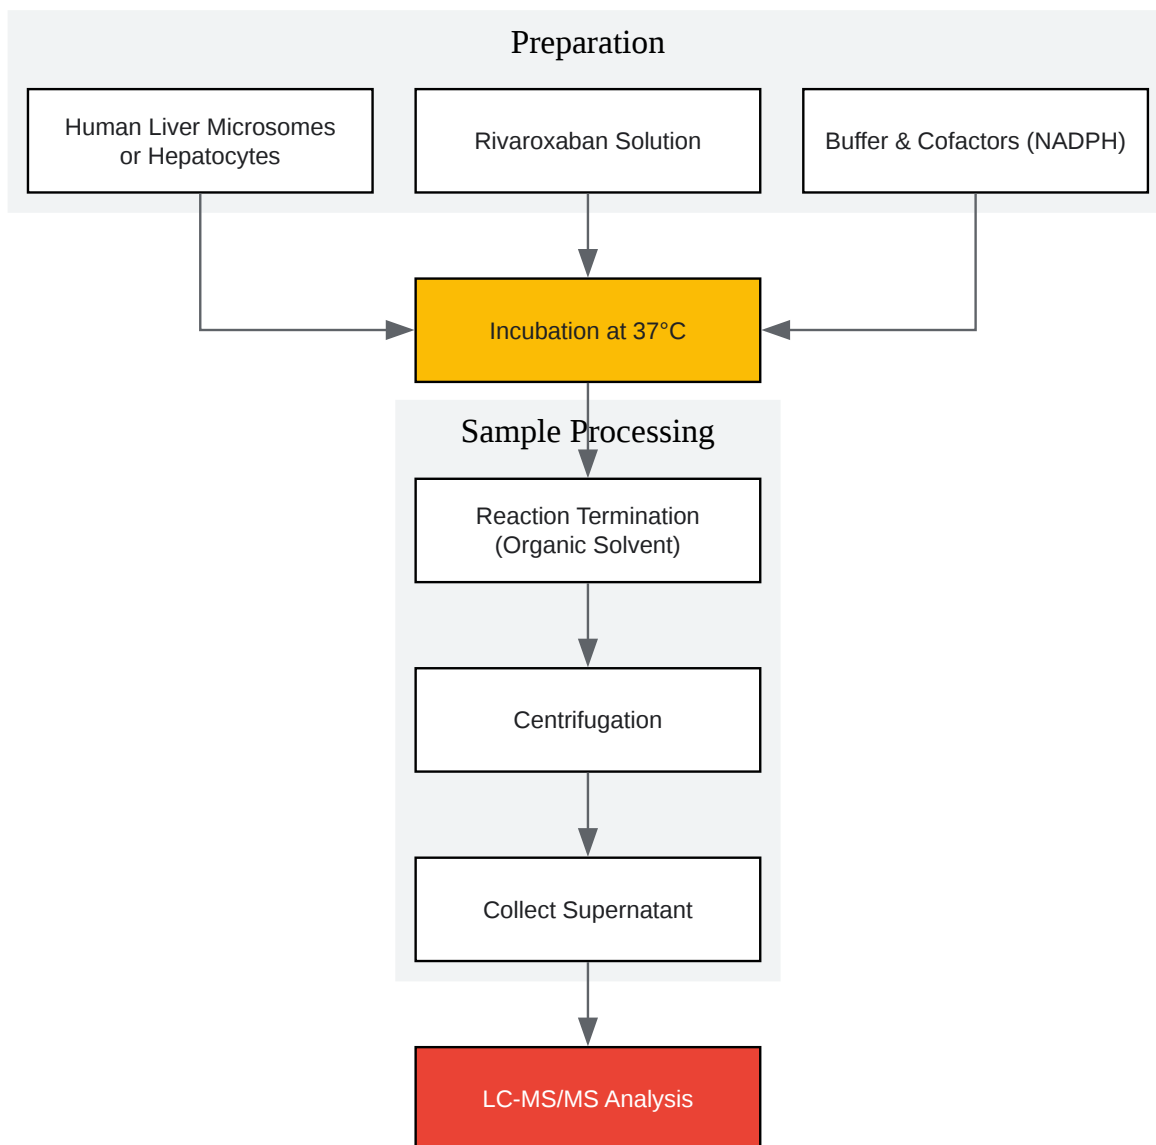 Preparation
Human Liver Microsomes
or Hepatocytes
Rivaroxaban Solution
Buffer & Cofactors (NADPH)
Incubation at 37°C
Sample Processing
Reaction Termination
(Organic Solvent)
Centrifugation
Collect Supernatant
LC-MS/MS Analysis